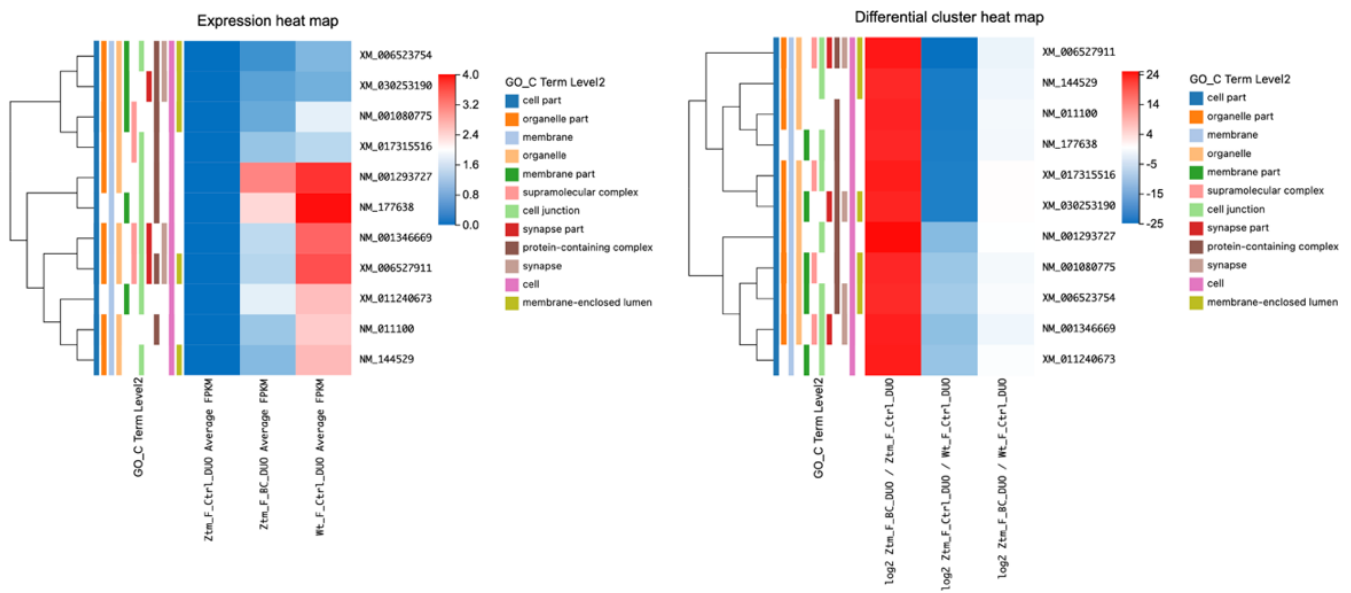 Expression heat map
XM_006523754
XM_030253190
NM_001080775
XM_017315516
NM_001293727
NM_177638
NM_001346669
XM_006527911
XM_011240673
NM_011100
NM_144529
4.0
3.2
2.4
1.6
0.8
0.0
GO_C Term Level2
cell part
organelle part
membrane
organelle
membrane part
supramolecular complex
cell junction
synapse part
protein-containing complex
synapse
cell
membrane-enclosed lumen
GO_C Term Level2
Ztm_F_Ctrl_DUO Average FPKM
Ztm_F_BC_DUO Average FPKM
Wt_F_Ctrl_DUO Average FPKM
Differential cluster heat map
XM_006527911
NM_144529
NM_011100
NM_177638
XM_017315516
XM_030253190
NM_001293727
NM_001080775
XM_006523754
NM_001346669
XM_011240673
24
14
4
-5
-15
-25
GO_C Term Level2
cell part
organelle part
membrane
organelle
membrane part
supramolecular complex
cell junction
synapse part
protein-containing complex
synapse
cell
membrane-enclosed lumen
GO_C Term Level2
log2 Ztm_F_BC_DUO / Ztm_F_Ctrl_DUO
log2 Ztm_F_Ctrl_DUO / Wt_F_Ctrl_DUO
log2 Ztm_F_BC_DUO / Wt_F_Ctrl_DUO